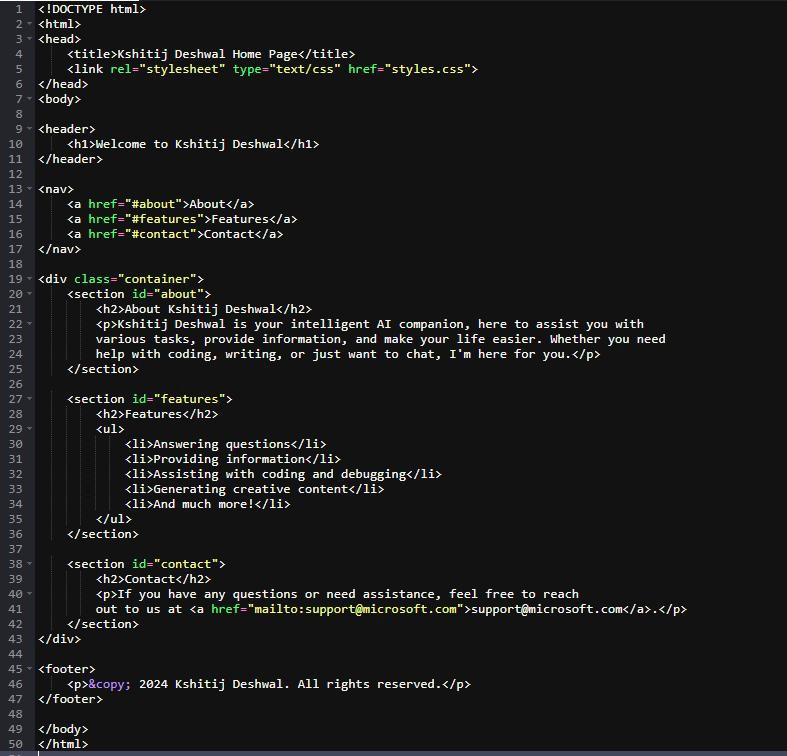 1 <!DOCTYPE html>
2 <html>
3 <head>
4 <title>Kshitij Deshwal Home Page</title>
5 <link rel="stylesheet" type="text/css" href="styles.css">
6 </head>
7 <body>
8
9 <header>
10 <h1>Welcome to Kshitij Deshwal</h1>
11 </header>
12
13 <nav>
14 <a href="#about">About</a>
15 <a href="#features">Features</a>
16 <a href="#contact">Contact</a>
17 </nav>
18
19 <div class="container">
20 <section id="about">
21 <h2>About Kshitij Deshwal</h2>
22 <p>Kshitij Deshwal is your intelligent AI companion, here to assist you with
23 various tasks, provide information, and make your life easier. Whether you need
24 help with coding, writing, or just want to chat, I'm here for you.</p>
25 </section>
26
27 <section id="features">
28 <h2>Features</h2>
29 <ul>
30 <li>Answering questions</li>
31 <li>Providing information</li>
32 <li>Assisting with coding and debugging</li>
33 <li>Generating creative content</li>
34 <li>And much more!</li>
35 </ul>
36 </section>
37
38 <section id="contact">
39 <h2>Contact</h2>
40 <p>If you have any questions or need assistance, feel free to reach
41 out to us at <a href="mailto:support@microsoft.com">support@microsoft.com</a>.</p>
42 </section>
43 </div>
44
45 <footer>
46 <p>&copy; 2024 Kshitij Deshwal. All rights reserved.</p>
47 </footer>
48
49 </body>
50 </html>